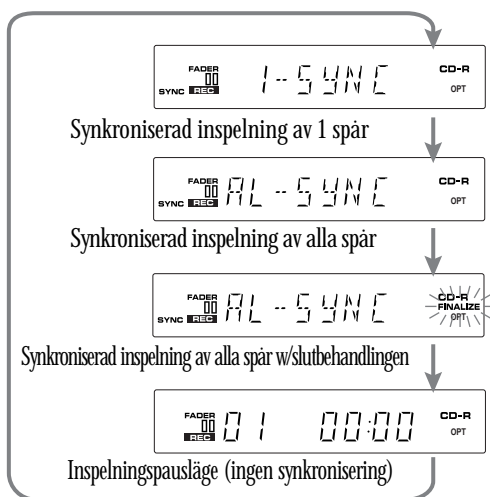 FADER
SYNC REC 1-SYNC CD-R OPT
Synkroniserad inspelning av 1 spår
FADER
SYNC REC AL-SYNC CD-R OPT
Synkroniserad inspelning av alla spår
FADER
SYNC REC AL-SYNC CD-R FINALIZE OPT
Synkroniserad inspelning av alla spår w/slutbehandlingen
FADER
REC 01 00:00 CD-R OPT
Inspelningspausläge (ingen synkronisering)